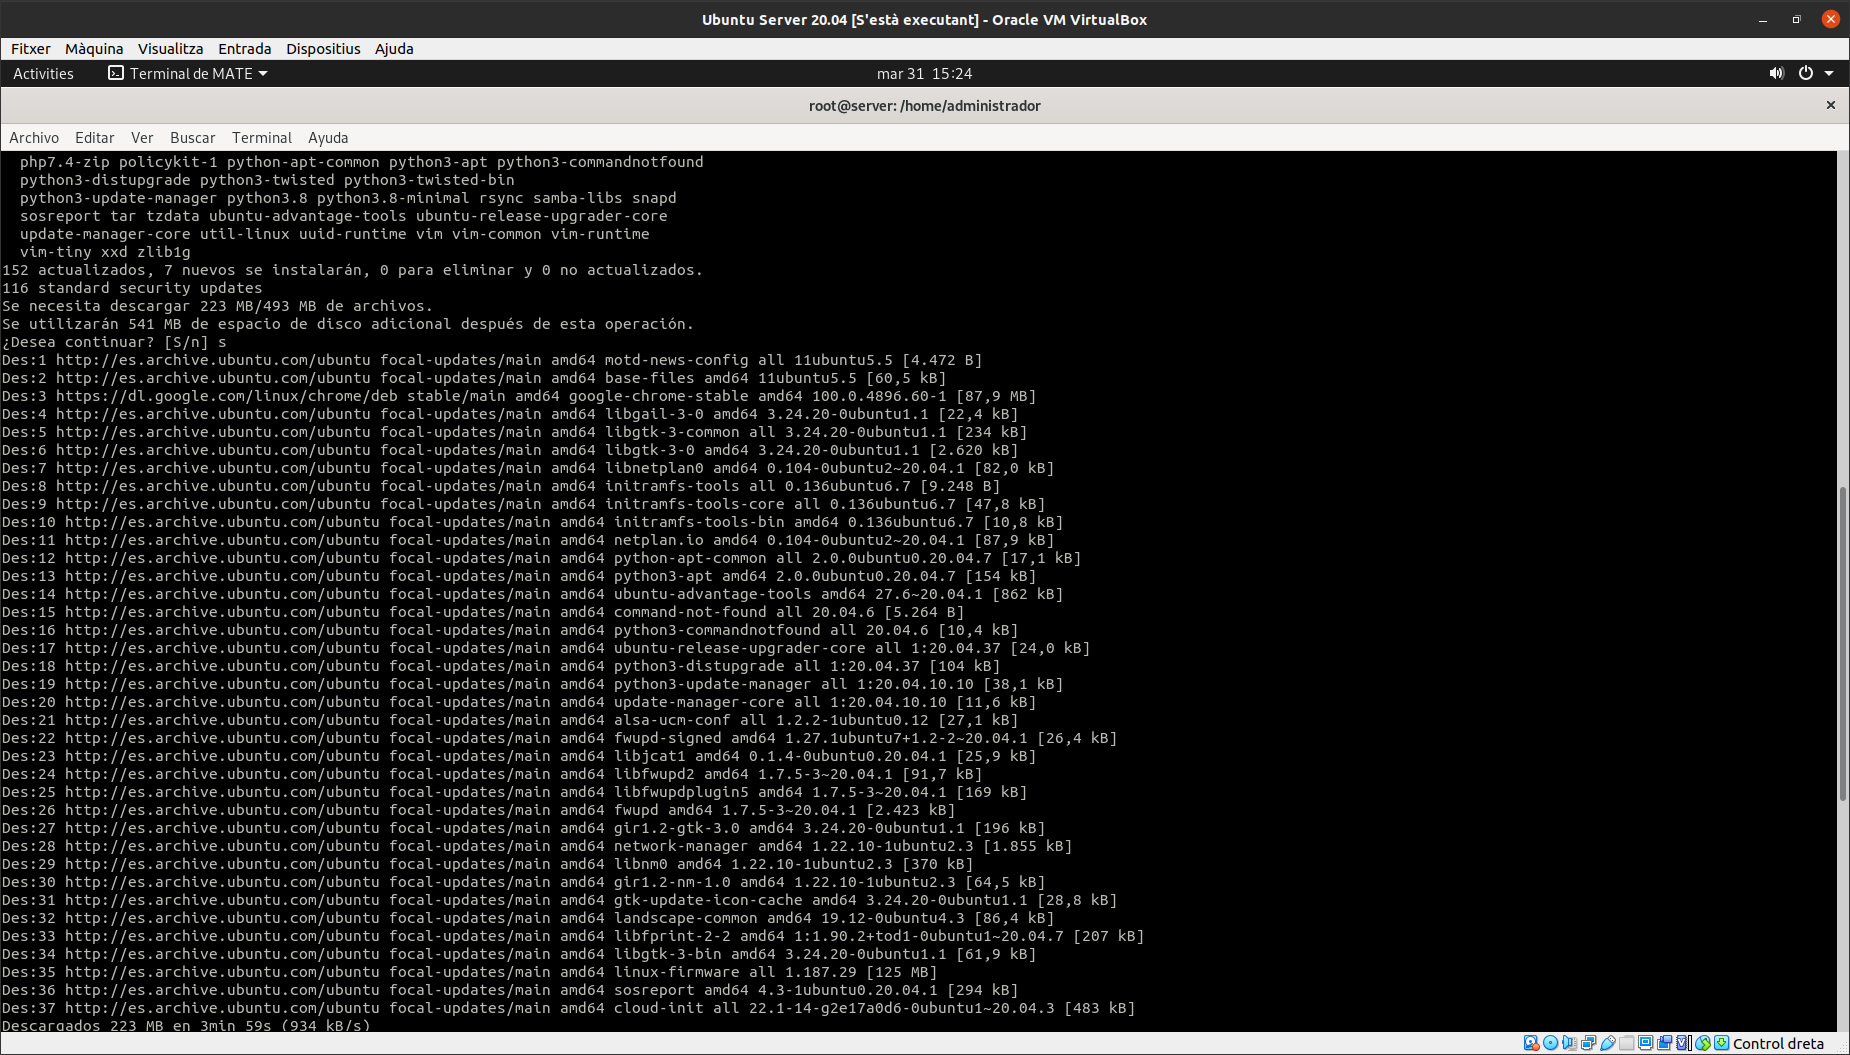 Ubuntu Server 20.04 [S'està executant] - Oracle VM VirtualBox
Fitxer Màquina Visualitza Entrada Dispositius Ajuda
Activities Terminal de MATE mar 31 15:24
root@server: /home/administrador
Archivo Editar Ver Buscar Terminal Ayuda
php7.4-zip policykit-1 python-apt-common python3-apt python3-commandnotfound
python3-distupgrade python3-twisted python3-twisted-bin
python3-update-manager python3.8 python3.8-minimal rsync samba-libs snapd
sosreport tar tzdata ubuntu-advantage-tools ubuntu-release-upgrader-core
update-manager-core util-linux uuid-runtime vim vim-common vim-runtime
vim-tiny xxd zlib1g
152 actualizados, 7 nuevos se instalarán, 0 para eliminar y 0 no actualizados.
116 standard security updates
Se necesita descargar 223 MB/493 MB de archivos.
Se utilizarán 541 MB de espacio de disco adicional después de esta operación.
¿Desea continuar? [S/n] s
Des:1 http://es.archive.ubuntu.com/ubuntu focal-updates/main amd64 motd-news-config all 11ubuntu5.5 [4.472 B]
Des:2 http://es.archive.ubuntu.com/ubuntu focal-updates/main amd64 base-files amd64 11ubuntu5.5 [60,5 kB]
Des:3 https://dl.google.com/linux/chrome/deb stable/main amd64 google-chrome-stable amd64 100.0.4896.60-1 [87,9 MB]
Des:4 http://es.archive.ubuntu.com/ubuntu focal-updates/main amd64 libgail-3-0 amd64 3.24.20-0ubuntu1.1 [22,4 kB]
Des:5 http://es.archive.ubuntu.com/ubuntu focal-updates/main amd64 libgtk-3-common all 3.24.20-0ubuntu1.1 [234 kB]
Des:6 http://es.archive.ubuntu.com/ubuntu focal-updates/main amd64 libgtk-3-0 amd64 3.24.20-0ubuntu1.1 [2.620 kB]
Des:7 http://es.archive.ubuntu.com/ubuntu focal-updates/main amd64 libnetplan0 amd64 0.104-0ubuntu2~20.04.1 [82,0 kB]
Des:8 http://es.archive.ubuntu.com/ubuntu focal-updates/main amd64 initramfs-tools all 0.136ubuntu6.7 [9.248 B]
Des:9 http://es.archive.ubuntu.com/ubuntu focal-updates/main amd64 initramfs-tools-core all 0.136ubuntu6.7 [47,8 kB]
Des:10 http://es.archive.ubuntu.com/ubuntu focal-updates/main amd64 initramfs-tools-bin amd64 0.136ubuntu6.7 [10,8 kB]
Des:11 http://es.archive.ubuntu.com/ubuntu focal-updates/main amd64 netplan.io amd64 0.104-0ubuntu2~20.04.1 [87,9 kB]
Des:12 http://es.archive.ubuntu.com/ubuntu focal-updates/main amd64 python-apt-common all 2.0.0ubuntu0.20.04.7 [17,1 kB]
Des:13 http://es.archive.ubuntu.com/ubuntu focal-updates/main amd64 python3-apt amd64 2.0.0ubuntu0.20.04.7 [154 kB]
Des:14 http://es.archive.ubuntu.com/ubuntu focal-updates/main amd64 ubuntu-advantage-tools amd64 27.6~20.04.1 [862 kB]
Des:15 http://es.archive.ubuntu.com/ubuntu focal-updates/main amd64 command-not-found all 20.04.6 [5.264 B]
Des:16 http://es.archive.ubuntu.com/ubuntu focal-updates/main amd64 python3-commandnotfound all 20.04.6 [10,4 kB]
Des:17 http://es.archive.ubuntu.com/ubuntu focal-updates/main amd64 ubuntu-release-upgrader-core all 1:20.04.37 [24,0 kB]
Des:18 http://es.archive.ubuntu.com/ubuntu focal-updates/main amd64 python3-distupgrade all 1:20.04.37 [104 kB]
Des:19 http://es.archive.ubuntu.com/ubuntu focal-updates/main amd64 python3-update-manager all 1:20.04.10.10 [38,1 kB]
Des:20 http://es.archive.ubuntu.com/ubuntu focal-updates/main amd64 update-manager-core all 1:20.04.10.10 [11,6 kB]
Des:21 http://es.archive.ubuntu.com/ubuntu focal-updates/main amd64 alsa-ucm-conf all 1.2.2-1ubuntu0.12 [27,1 kB]
Des:22 http://es.archive.ubuntu.com/ubuntu focal-updates/main amd64 fwupd-signed amd64 1.27.1ubuntu7+1.2-2~20.04.1 [26,4 kB]
Des:23 http://es.archive.ubuntu.com/ubuntu focal-updates/main amd64 libjcat1 amd64 0.1.4-0ubuntu0.20.04.1 [25,9 kB]
Des:24 http://es.archive.ubuntu.com/ubuntu focal-updates/main amd64 libfwupd2 amd64 1.7.5-3~20.04.1 [91,7 kB]
Des:25 http://es.archive.ubuntu.com/ubuntu focal-updates/main amd64 libfwupdplugin5 amd64 1.7.5-3~20.04.1 [169 kB]
Des:26 http://es.archive.ubuntu.com/ubuntu focal-updates/main amd64 fwupd amd64 1.7.5-3~20.04.1 [2.423 kB]
Des:27 http://es.archive.ubuntu.com/ubuntu focal-updates/main amd64 gir1.2-gtk-3.0 amd64 3.24.20-0ubuntu1.1 [196 kB]
Des:28 http://es.archive.ubuntu.com/ubuntu focal-updates/main amd64 network-manager amd64 1.22.10-1ubuntu2.3 [1.855 kB]
Des:29 http://es.archive.ubuntu.com/ubuntu focal-updates/main amd64 libnm0 amd64 1.22.10-1ubuntu2.3 [370 kB]
Des:30 http://es.archive.ubuntu.com/ubuntu focal-updates/main amd64 gir1.2-nm-1.0 amd64 1.22.10-1ubuntu2.3 [64,5 kB]
Des:31 http://es.archive.ubuntu.com/ubuntu focal-updates/main amd64 gtk-update-icon-cache amd64 3.24.20-0ubuntu1.1 [28,8 kB]
Des:32 http://es.archive.ubuntu.com/ubuntu focal-updates/main amd64 landscape-common amd64 19.12-0ubuntu4.3 [86,4 kB]
Des:33 http://es.archive.ubuntu.com/ubuntu focal-updates/main amd64 libfprint-2-2 amd64 1:1.90.2+tod1-0ubuntu1~20.04.7 [207 kB]
Des:34 http://es.archive.ubuntu.com/ubuntu focal-updates/main amd64 libgtk-3-bin amd64 3.24.20-0ubuntu1.1 [61,9 kB]
Des:35 http://es.archive.ubuntu.com/ubuntu focal-updates/main amd64 linux-firmware all 1.187.29 [125 MB]
Des:36 http://es.archive.ubuntu.com/ubuntu focal-updates/main amd64 sosreport amd64 4.3-1ubuntu0.20.04.1 [294 kB]
Des:37 http://es.archive.ubuntu.com/ubuntu focal-updates/main amd64 cloud-init all 22.1-14-g2e17a0d6-0ubuntu1~20.04.3 [483 kB]
Descargados 223 MB en 3min 59s (934 kB/s)
Control dreta